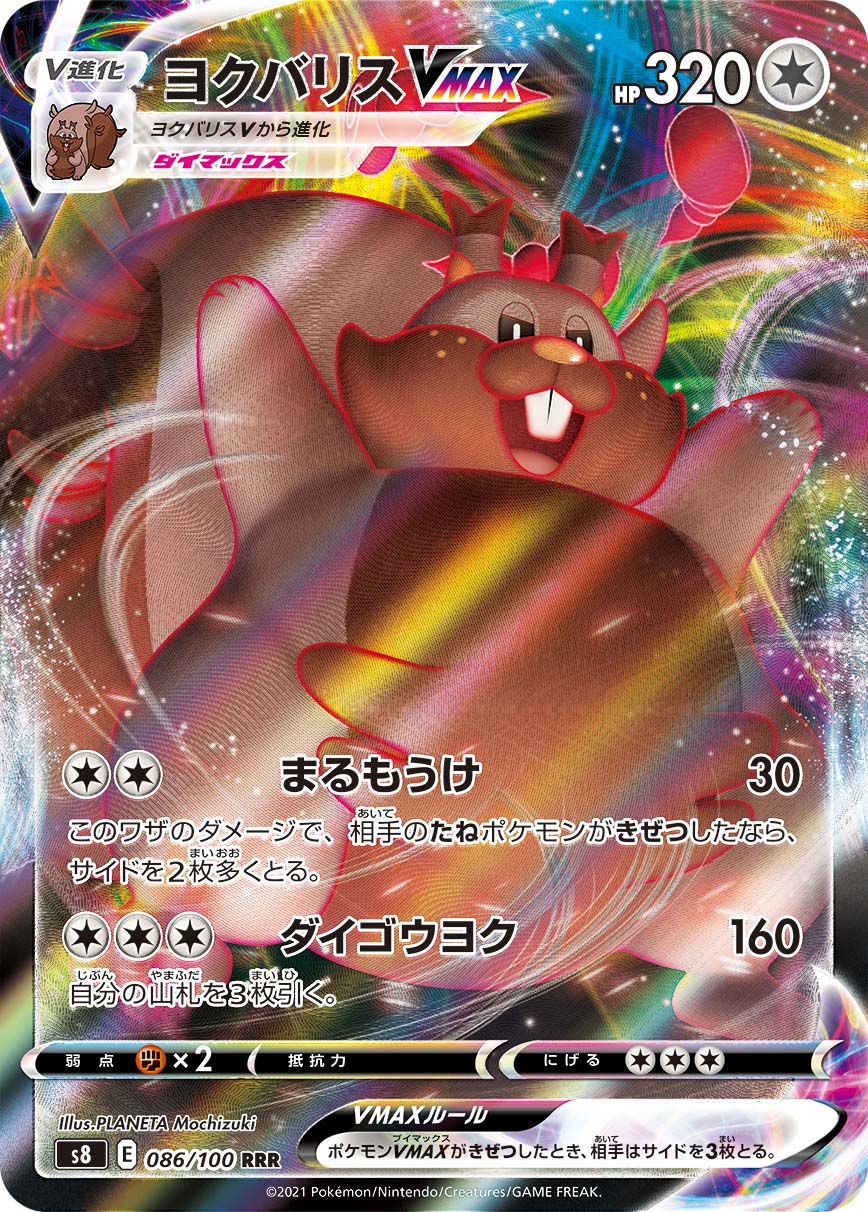 V進化
ヨクバリスVMAX
HP320
ヨクバリスVから進化
ダイマックス
まるもうけ 30
このワザのダメージで、相手のたねポケモンがきぜつしたなら、
サイドを2枚多くとる。
ダイゴウヨク 160
自分の山札を3枚引く。
弱点 ×2 抵抗力 にげる
Illus.PLANETA Mochizuki
VMAXルール
ポケモンVMAXがきぜつしたとき、相手はサイドを3枚とる。
s8 E 086/100 RRR
©2021 Pokémon/Nintendo/Creatures/GAME FREAK.